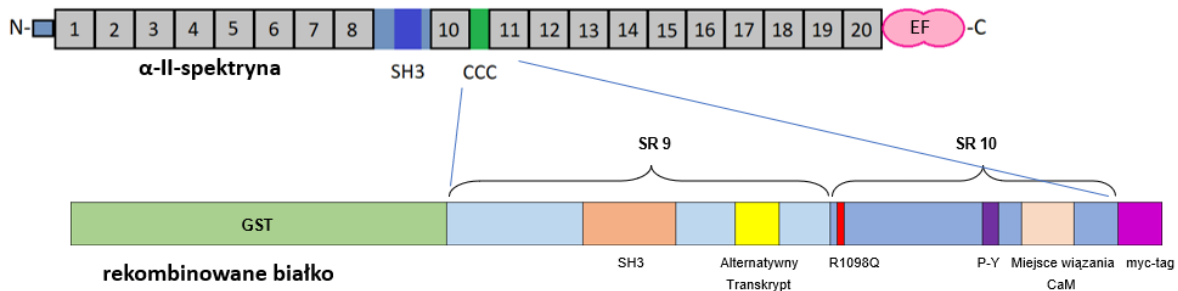 N-
1 2 3 4 5 6 7 8 10 11 12 13 14 15 16 17 18 19 20 EF
-C
α-II-spektryna
SH3
CCC
SR 9
SR 10
GST
rekombinowane białko
SH3
Alternatywny
Transkrypt
R1098Q
P-Y
Miejsce wiązania
CaM
myc-tag